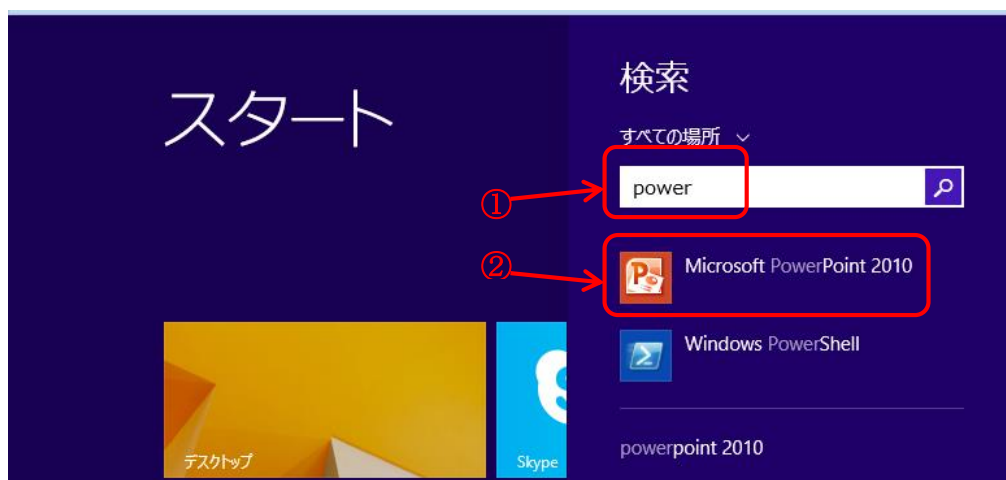 スタート
検索
すべての場所
① power
② Microsoft PowerPoint 2010
Windows PowerShell
powerpoint 2010
デスクトップ
Skype